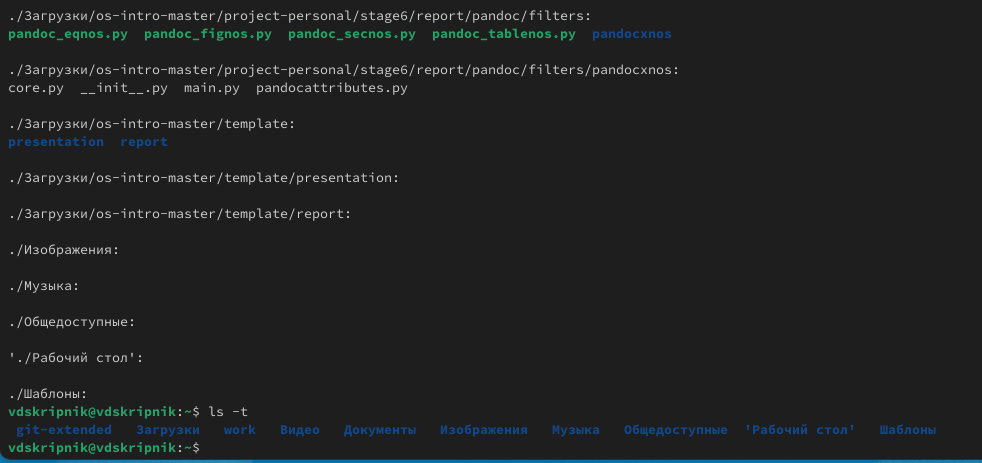 ./Загрузки/os-intro-master/project-personal/stage6/report/pandoc/filters:
pandoc_eqnos.py  pandoc_fignos.py  pandoc_secnos.py  pandoc_tablenos.py  pandocxnos
./Загрузки/os-intro-master/project-personal/stage6/report/pandoc/filters/pandocxnos:
core.py  __init__.py  main.py  pandocattributes.py
./Загрузки/os-intro-master/template:
presentation  report
./Загрузки/os-intro-master/template/presentation:
./Загрузки/os-intro-master/template/report:
./Изображения:
./Музыка:
./Общедоступные:
'./Рабочий стол':
./Шаблоны:
vdskripnik@vdskripnik:~$ ls -t
git-extended   Загрузки   work   Видео   Документы   Изображения   Музыка   Общедоступные  'Рабочий стол'   Шаблоны
vdskripnik@vdskripnik:~$